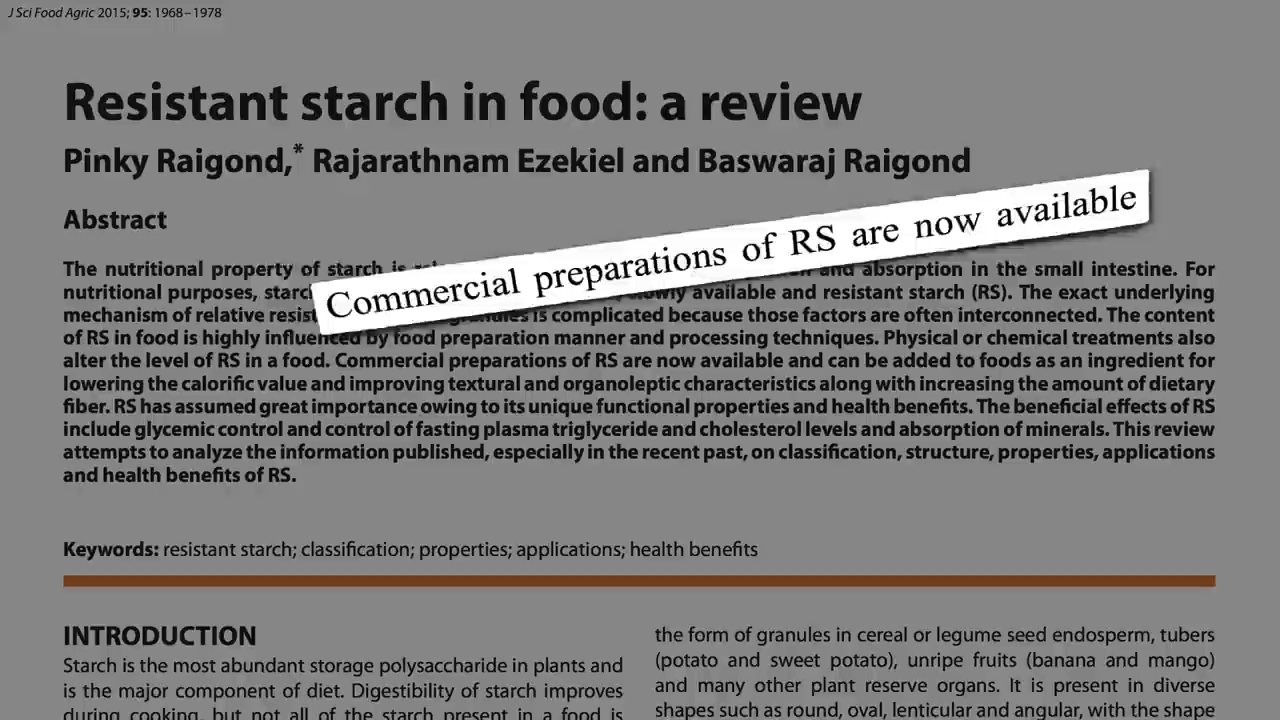 J Sci Food Agric 2015; 95: 1968–1978
Resistant starch in food: a review
Pinky Raigond,* Rajarathnam Ezekiel and Baswaraj Raigond
Abstract
Commercial preparations of RS are now available
The nutritional property of starch is and absorption in the small intestine. For
nutritional purposes, available and resistant starch (RS). The exact underlying
mechanism of relative is complicated because those factors are often interconnected. The content
of RS in food is highly influenced by food preparation manner and processing techniques. Physical or chemical treatments also
alter the level of RS in a food. Commercial preparations of RS are now available and can be added to foods as an ingredient for
lowering the calorific value and improving textural and organoleptic characteristics along with increasing the amount of dietary
fiber. RS has assumed great importance owing to its unique functional properties and health benefits. The beneficial effects of RS
include glycemic control and control of fasting plasma triglyceride and cholesterol levels and absorption of minerals. This review
attempts to analyze the information published, especially in the recent past, on classification, structure, properties, applications
and health benefits of RS.
Keywords: resistant starch; classification; properties; applications; health benefits
INTRODUCTION
Starch is the most abundant storage polysaccharide in plants and
is the major component of diet. Digestibility of starch improves
during cooking, but not all of the starch present in a food is
the form of granules in cereal or legume seed endosperm, tubers
(potato and sweet potato), unripe fruits (banana and mango)
and many other plant reserve organs. It is present in diverse
shapes such as round, oval, lenticular and angular, with the shape